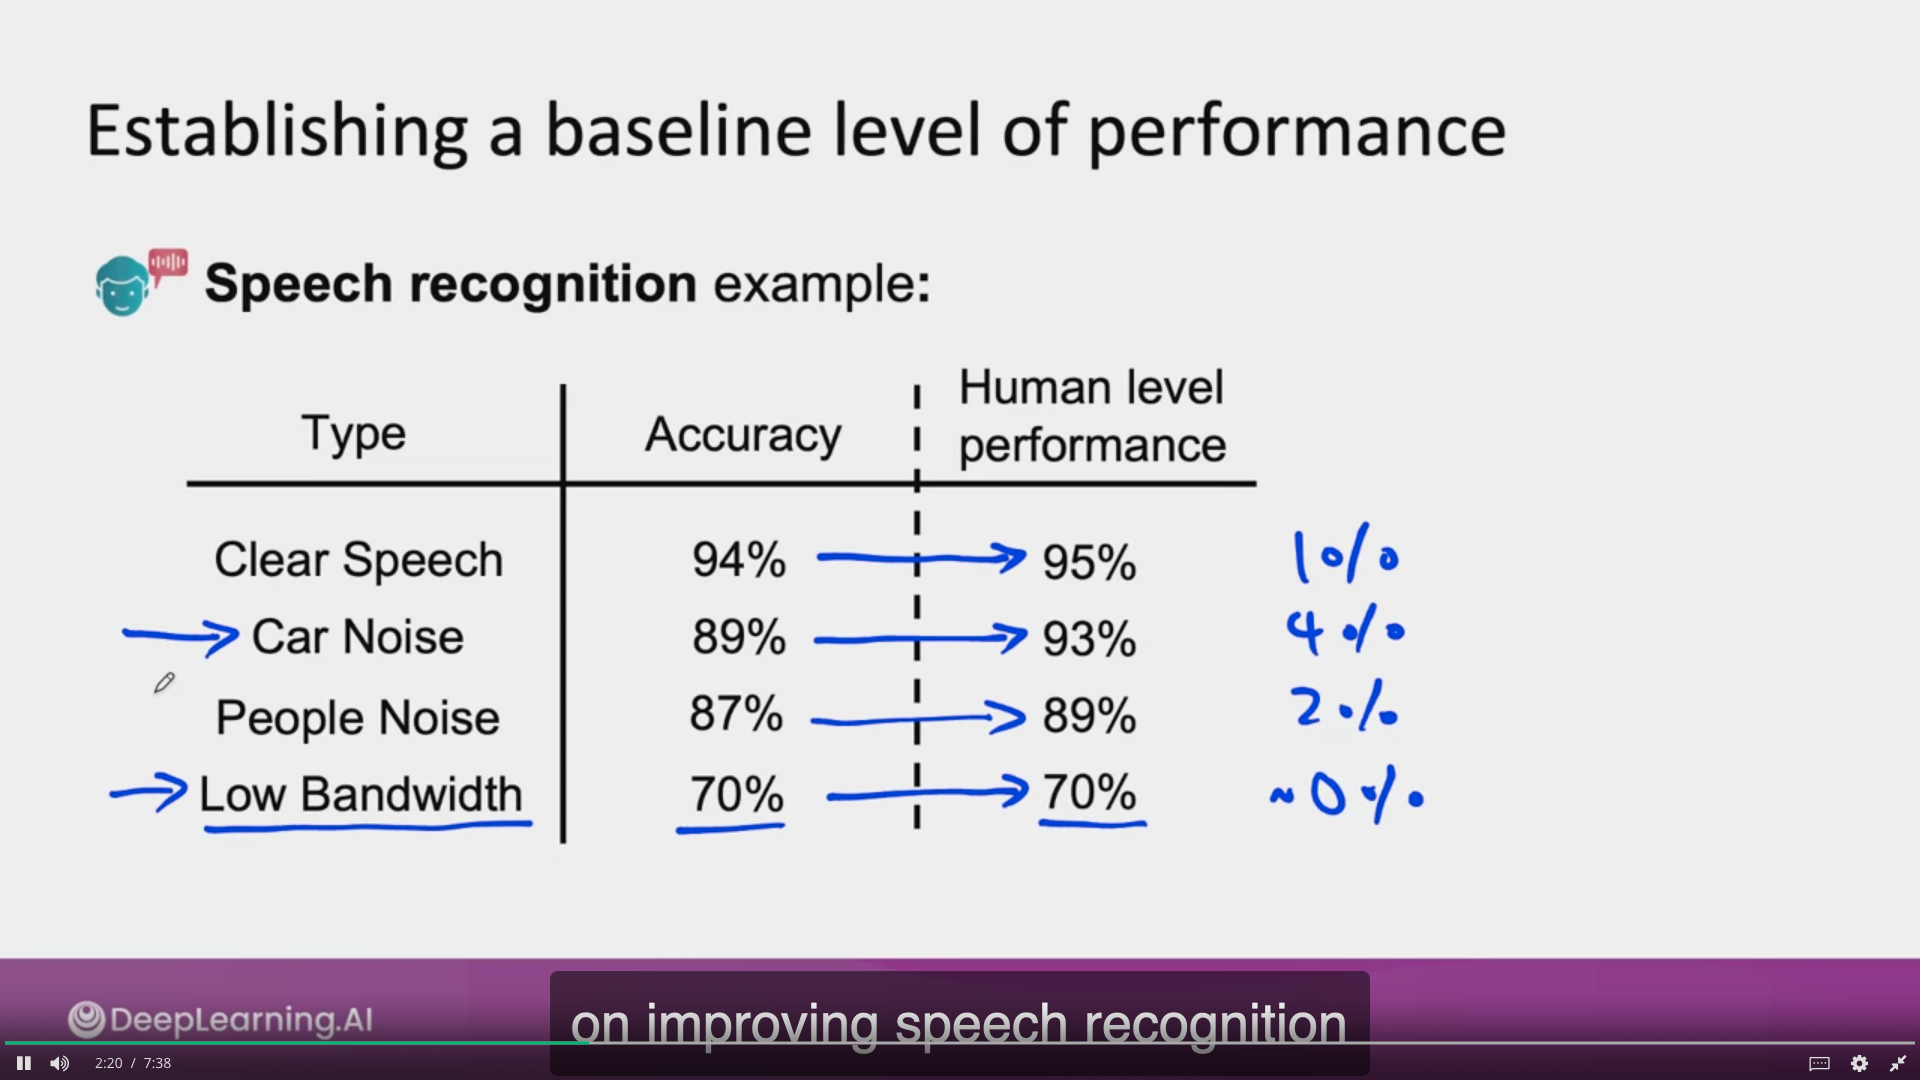 Establishing a baseline level of performance
Speech recognition example:
Type Accuracy Human level performance
Clear Speech 94% 95% 1%
Car Noise 89% 93% 4%
People Noise 87% 89% 2%
Low Bandwidth 70% 70% ~0%
DeepLearning.AI
on improving speech recognition
2:20 / 7:38